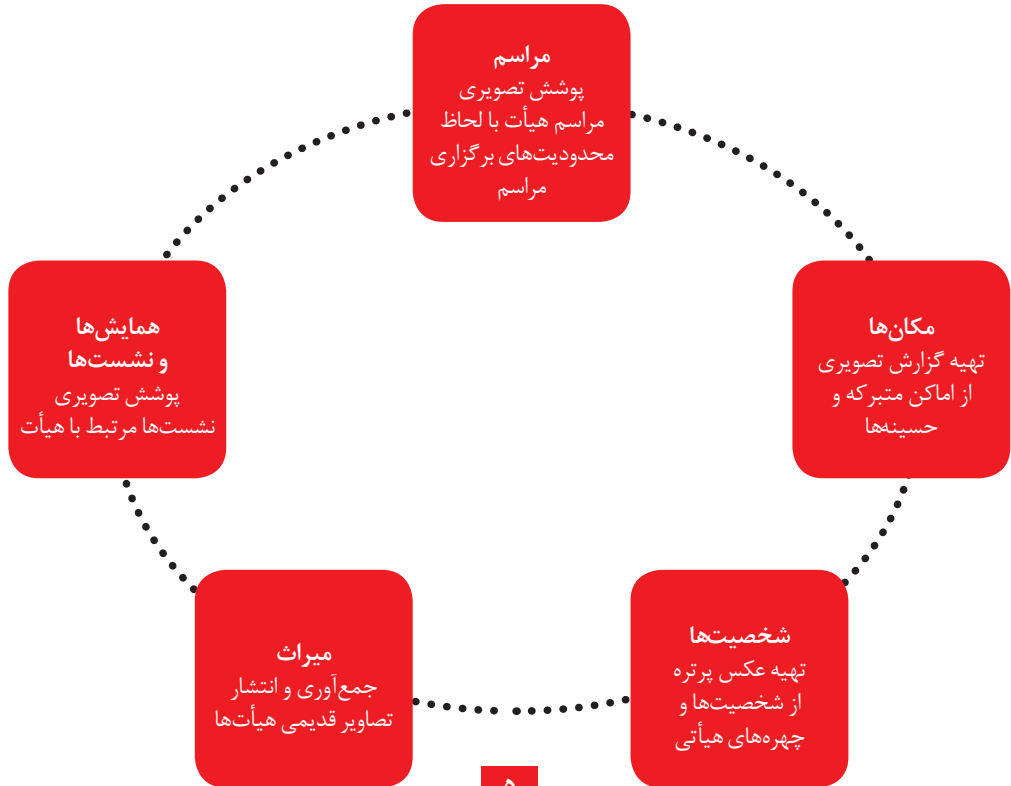 مراسم
پوشش تصویری
مراسم هیأت با لحاظ
محدودیت‌های برگزاری
مراسم
مکان‌ها
تهیه گزارش تصویری
از اماکن متبرکه و
حسینه‌ها
شخصیت‌ها
تهیه عکس پرتره
از شخصیت‌ها و
چهره‌های هیأتی
میراث
جمع‌آوری و انتشار
تصاویر قدیمی هیأت‌ها
همایش‌ها
و نشست‌ها
پوشش تصویری
نشست‌ها مرتبط با هیأت